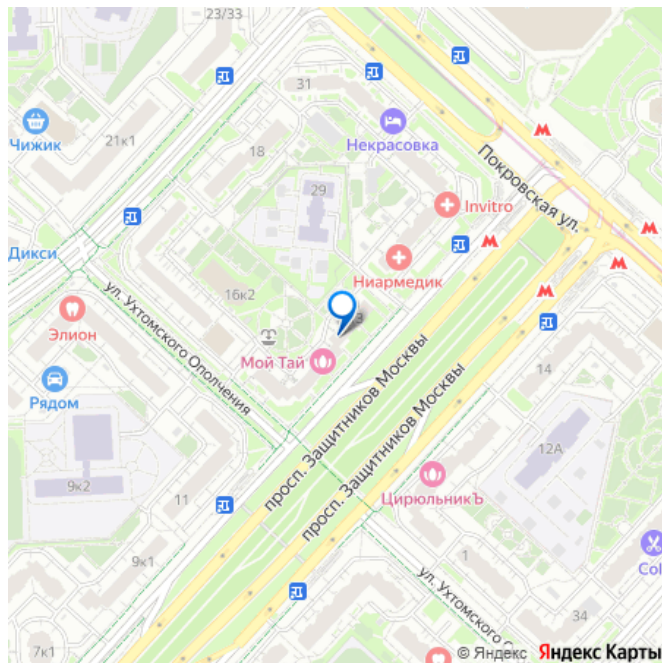 23/33
31
Чижик
21к1
Некрасовка
18
Покровская ул.
29
Invitro
Дикси
Ниармедик
16к2
3
Элион
ул. Ухтомского Ополчения
Мой Тай
просп. Защитников Москвы
просп. Защитников Москвы
14
Рядом
12А
9к2
11
ЦирюльникЪ
9к1
1
Col
ул. Ухтомского О
34
7к1
© Яндекс Яндекс Карты